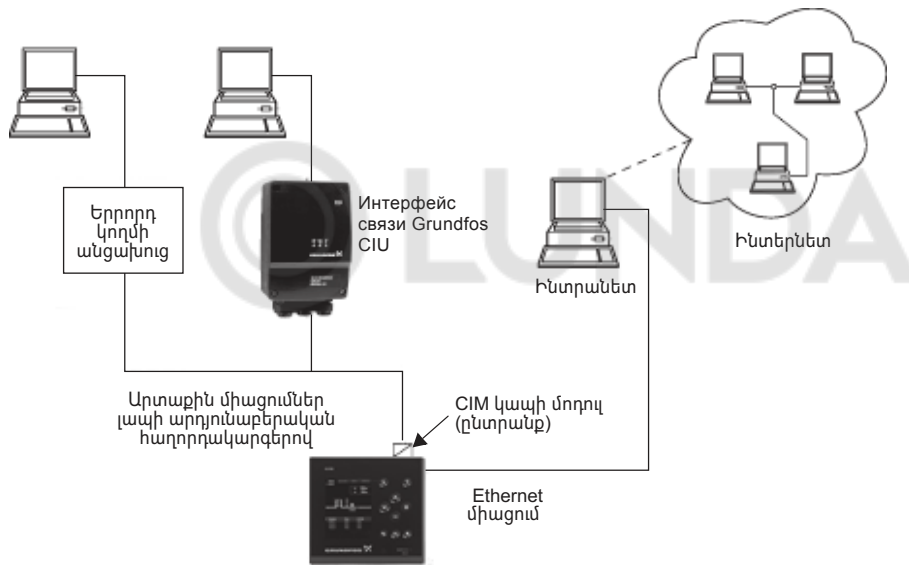 Երրորդ
կողմի
անցախուց
Интерфейс
связи Grundfos
CIU
Ինտերնետ
Ինտրանետ
LUNDA
Արտաքին միացումներ
լապի արդյունաբերական
հաղորդակարգերով
CIM կապի մոդուլ
(ընտրանք)
Ethernet
միացում